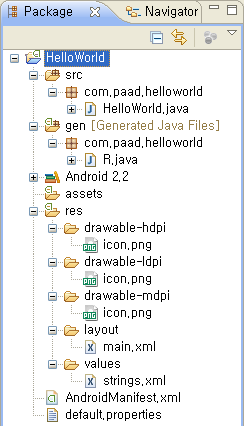 Package
Navigator
HelloWorld
src
com.paad.helloworld
HelloWorld.java
gen [Generated Java Files]
com.paad.helloworld
R.java
Android 2.2
assets
res
drawable-hdpi
icon.png
drawable-ldpi
icon.png
drawable-mdpi
icon.png
layout
main.xml
values
strings.xml
AndroidManifest.xml
default.properties